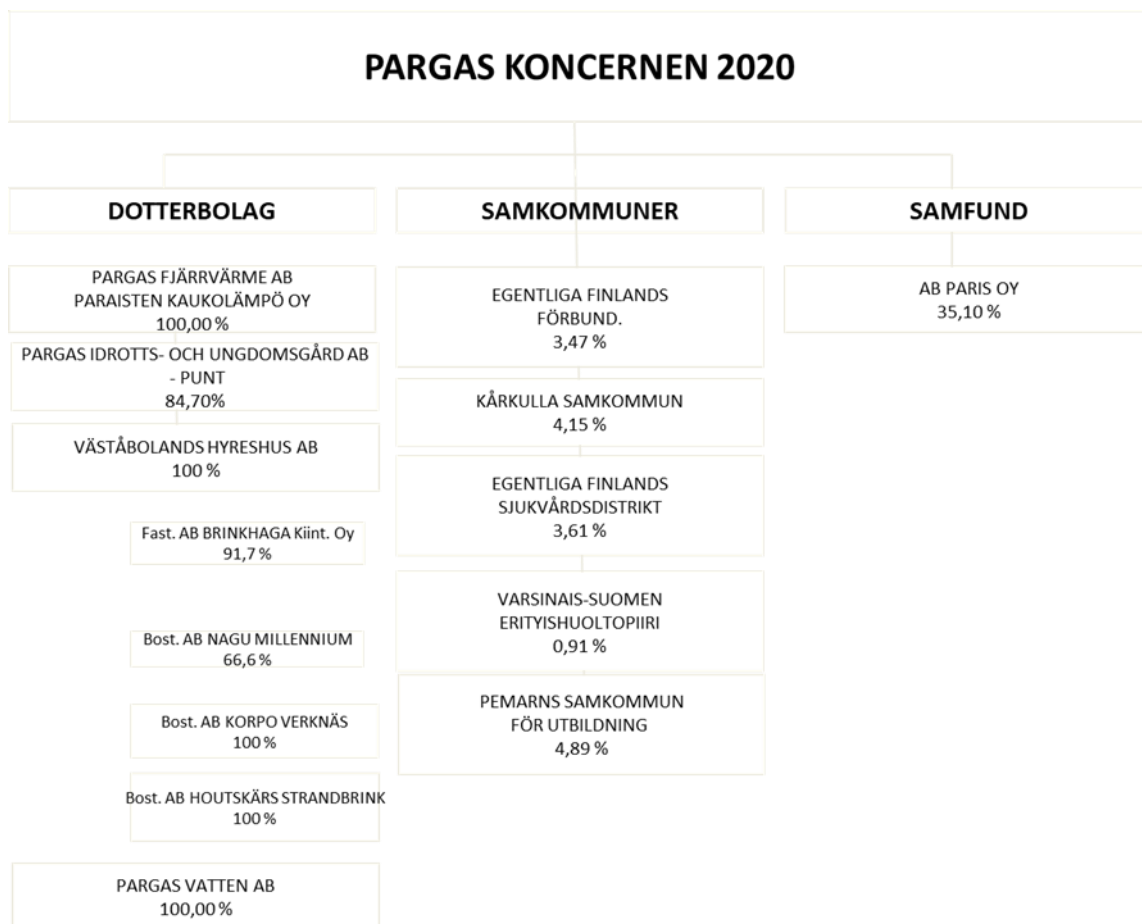 PARGAS KONCERNEN 2020
DOTTERBOLAG
PARGAS FJÄRRVÄRME AB
PARAISTEN KAUKOLÄMPÖ OY
100,00 %
PARGAS IDROTTS- OCH UNGDOMSGÅRD AB
- PUNT
84,70%
VÄSTÅBOLANDS HYRESHUS AB
100 %
Fast. AB BRINKHAGA Kiint. Oy
91,7 %
Bost. AB NAGU MILLENNIUM
66,6 %
Bost. AB KORPO VERKNÄS
100 %
Bost. AB HOUTSKÄRS STRANDBRINK
100 %
PARGAS VATTEN AB
100,00 %
SAMKOMMUNER
EGENTLIGA FINLANDS
FÖRBUND.
3,47 %
KÅRKULLA SAMKOMMUN
4,15 %
EGENTLIGA FINLANDS
SJUKVÅRDSDISTRIKT
3,61 %
VARSINAIS-SUOMEN
ERITYISHUOLTOPIIRI
0,91 %
PEMARNS SAMKOMMUN
FÖR UTBILDNING
4,89 %
SAMFUND
AB PARIS OY
35,10 %